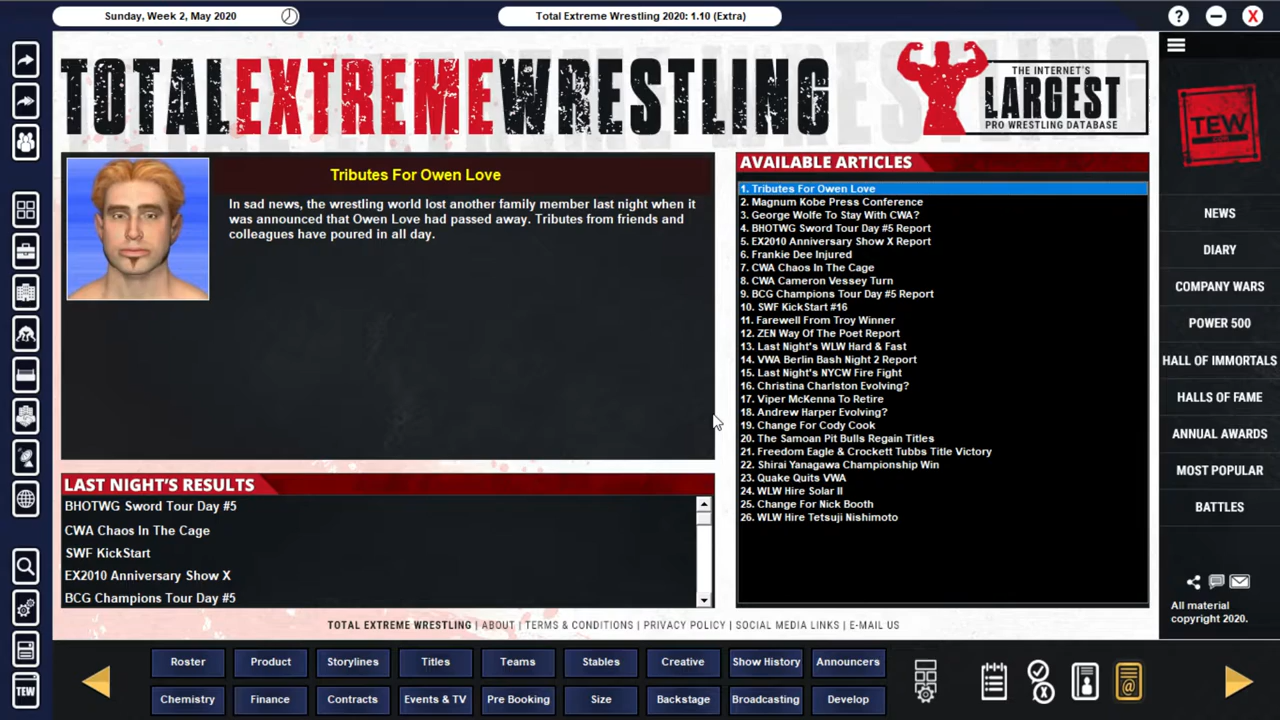 Sunday, Week 2, May 2020
Total Extreme Wrestling 2020: 1.10 (Extra)
?
X
TOTALEXTREMEWRESTLING
THE INTERNET'S
LARGEST
PRO WRESTLING DATABASE
TEW
Tributes For Owen Love
In sad news, the wrestling world lost another family member last night when it
was announced that Owen Love had passed away. Tributes from friends and
colleagues have poured in all day.
AVAILABLE ARTICLES
1. Tributes For Owen Love
2. Magnum Kobe Press Conference
3. George Wolfe To Stay With CWA?
4. BHOTWG Sword Tour Day #5 Report
5. EX2010 Anniversary Show X Report
6. Frankie Dee Injured
7. CWA Chaos In The Cage
8. CWA Cameron Vessey Turn
9. BCG Champions Tour Day #5 Report
10. SWF KickStart #16
11. Farewell From Troy Winner
12. ZEN Way Of The Poet Report
13. Last Night's WLW Hard & Fast
14. VWA Berlin Bash Night 2 Report
15. Last Night's NYCW Fire Fight
16. Christina Charlston Evolving?
17. Viper McKenna To Retire
18. Andrew Harper Evolving?
19. Change For Cody Cook
20. The Samoan Pit Bulls Regain Titles
21. Freedom Eagle & Crockett Tubbs Title Victory
22. Shirai Yanagawa Championship Win
23. Quake Quits VWA
24. WLW Hire Solar II
25. Change For Nick Booth
26. WLW Hire Tetsuji Nishimoto
LAST NIGHT'S RESULTS
BHOTWG Sword Tour Day #5
CWA Chaos In The Cage
SWF KickStart
EX2010 Anniversary Show X
BCG Champions Tour Day #5
NEWS
DIARY
COMPANY WARS
POWER 500
HALL OF IMMORTALS
HALLS OF FAME
ANNUAL AWARDS
MOST POPULAR
BATTLES
All material
copyright 2020.
TOTAL EXTREME WRESTLING | ABOUT | TERMS & CONDITIONS | PRIVACY POLICY | SOCIAL MEDIA LINKS | E-MAIL US
Roster
Product
Storylines
Titles
Teams
Stables
Creative
Show History
Announcers
Chemistry
Finance
Contracts
Events & TV
Pre Booking
Size
Backstage
Broadcasting
Develop
TEW
@